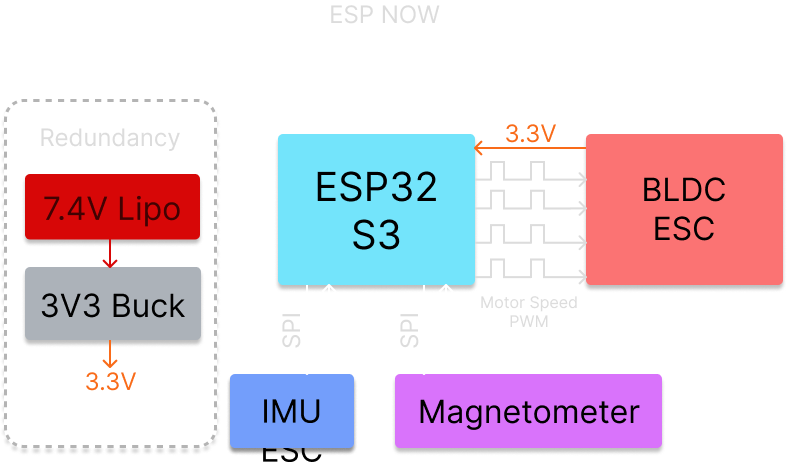 ESP NOW
Redundancy
7.4V Lipo
3V3 Buck
3.3V
ESP32
S3
3.3V
BLDC
ESC
Motor Speed
PWM
SPI
SPI
IMU
ESC
Magnetometer